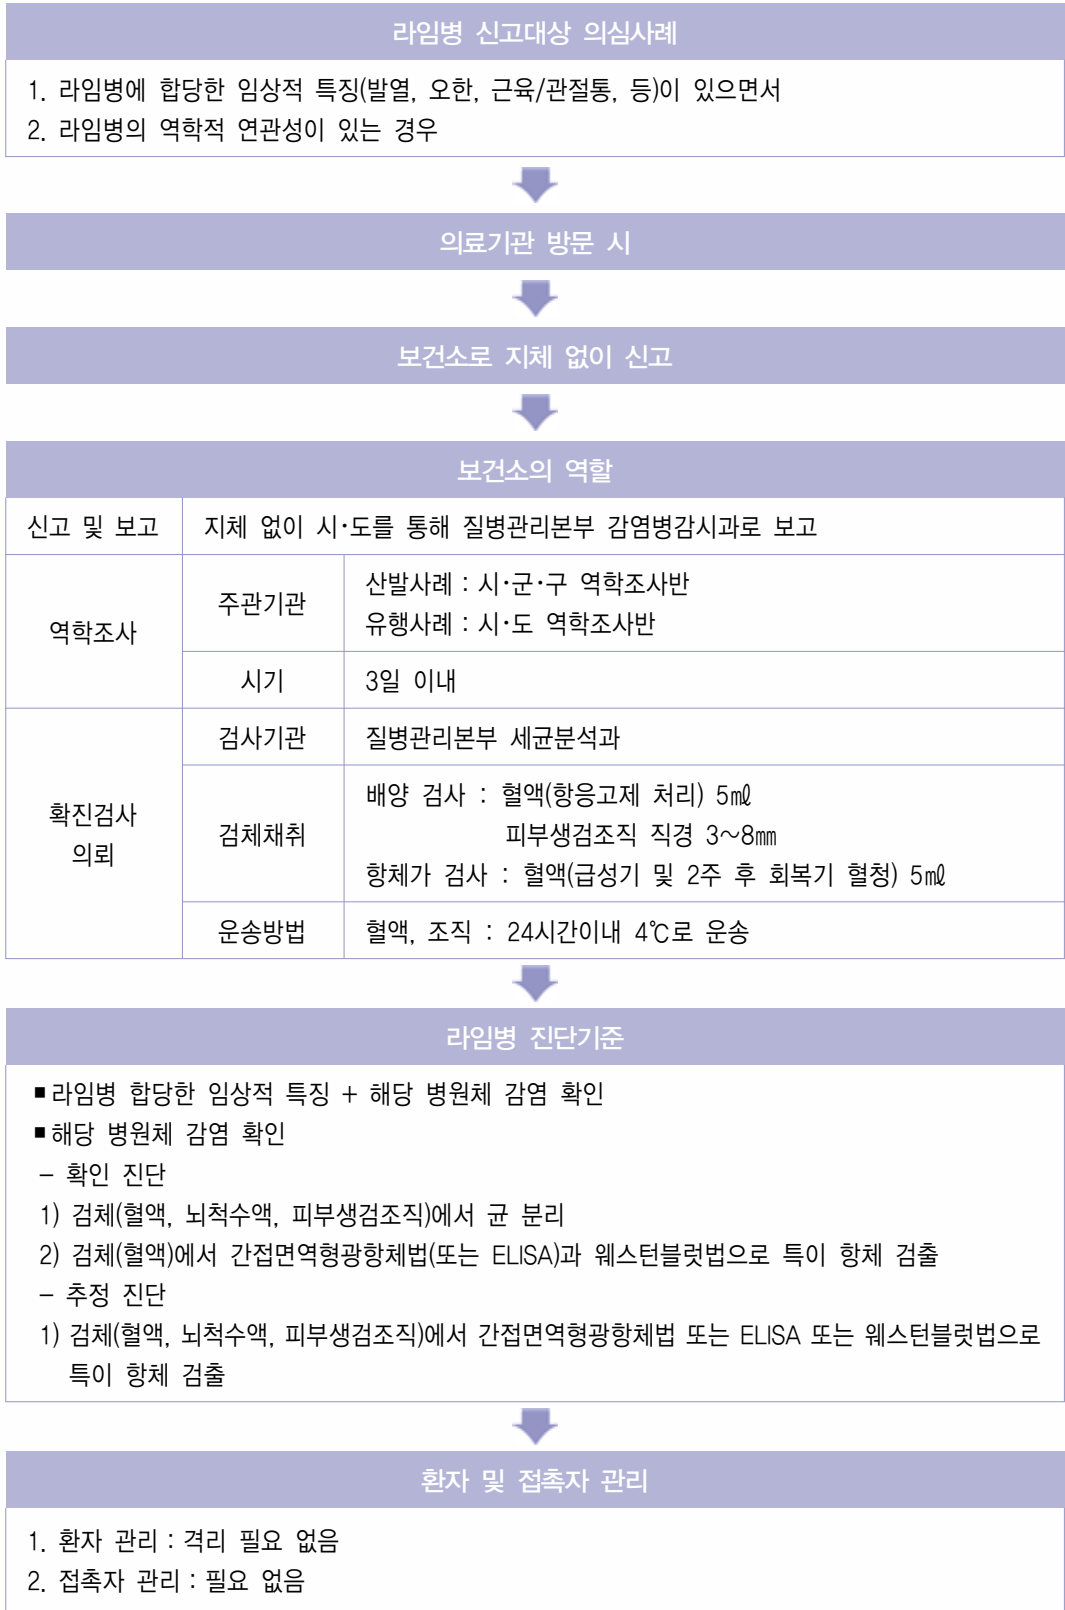 라임병 신고대상 의심사례
1. 라임병에 합당한 임상적 특징(발열, 오한, 근육/관절통, 등)이 있으면서
2. 라임병의 역학적 연관성이 있는 경우
의료기관 방문 시
보건소로 지체 없이 신고
보건소의 역할
신고 및 보고 지체 없이 시·도를 통해 질병관리본부 감염병감시과로 보고
역학조사
주관기관
산발사례 : 시·군·구 역학조사반
유행사례 : 시·도 역학조사반
시기 3일 이내
확진검사
의뢰
검사기관 질병관리본부 세균분석과
검체채취
배양 검사 : 혈액(항응고제 처리) 5㎖
피부생검조직 직경 3~8㎜
항체가 검사 : 혈액(급성기 및 2주 후 회복기 혈청) 5㎖
운송방법 혈액, 조직 : 24시간이내 4℃로 운송
라임병 진단기준
■ 라임병 합당한 임상적 특징 + 해당 병원체 감염 확인
■ 해당 병원체 감염 확인
– 확인 진단
1) 검체(혈액, 뇌척수액, 피부생검조직)에서 균 분리
2) 검체(혈액)에서 간접면역형광항체법(또는 ELISA)과 웨스턴블럿법으로 특이 항체 검출
– 추정 진단
1) 검체(혈액, 뇌척수액, 피부생검조직)에서 간접면역형광항체법 또는 ELISA 또는 웨스턴블럿법으로
특이 항체 검출
환자 및 접촉자 관리
1. 환자 관리 : 격리 필요 없음
2. 접촉자 관리 : 필요 없음